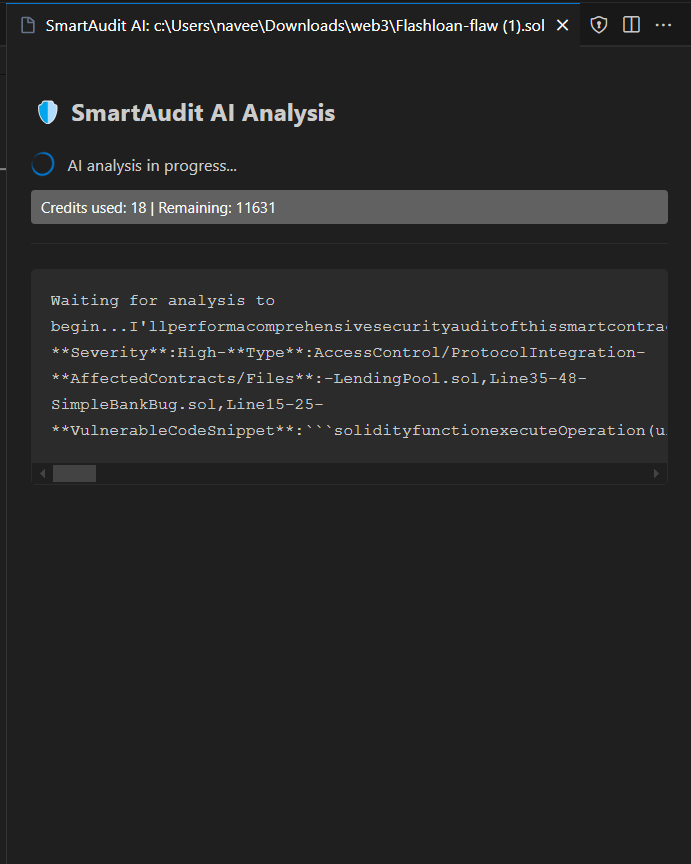 SmartAudit AI: c:\Users\navee\Downloads\web3\Flashloan-flaw (1).sol
SmartAudit AI Analysis
AI analysis in progress...
Credits used: 18 | Remaining: 11631
Waiting for analysis to
begin...I'llperformacomprehensivesecurityauditofthissmartcontra
**Severity**:High-**Type**:AccessControl/ProtocolIntegration-
**AffectedContracts/Files**:-LendingPool.sol,Line35-48-
SimpleBankBug.sol,Line15-25-
**VulnerableCodeSnippet**:```solidityfunctionexecuteOperation(u